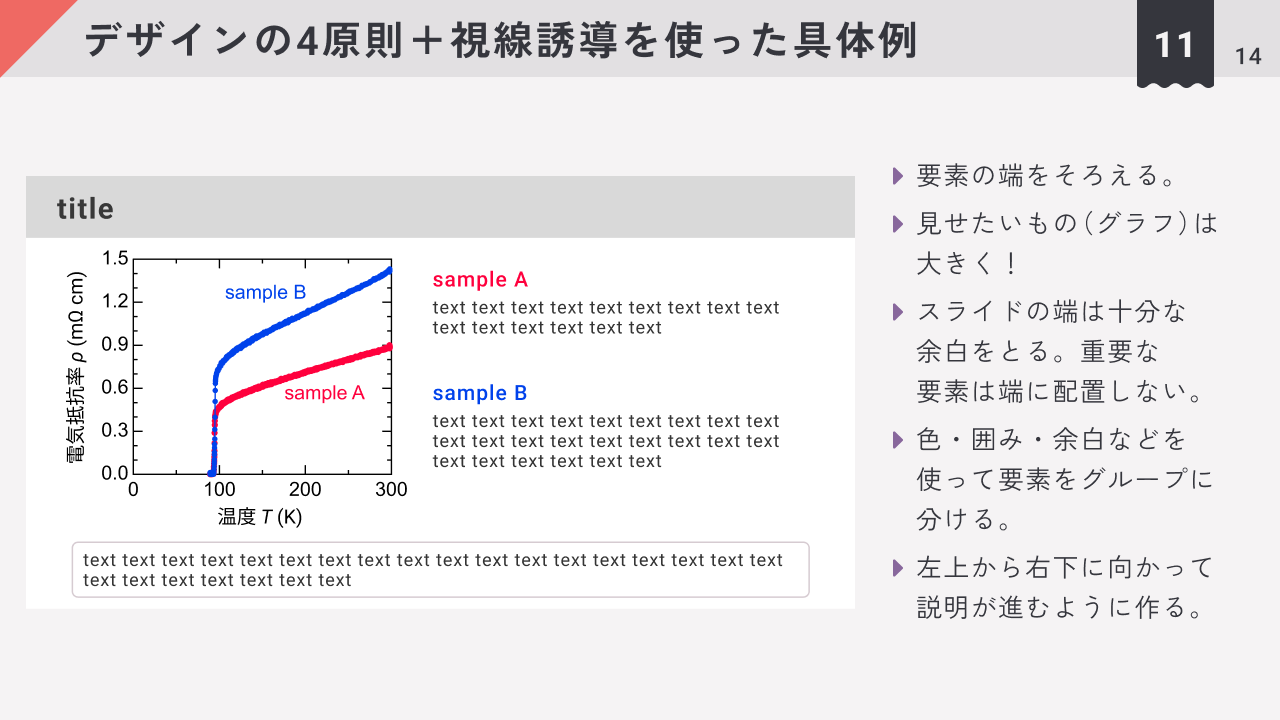 デザインの4原則＋視線誘導を使った具体例
11
14
title
1.5
1.2
0.9
0.6
0.3
0.0
0
100
200
300
電気抵抗率 ρ (mΩ cm)
温度 T (K)
sample B
sample A
sample A
text text text text text text text text text
text text text text text text
sample B
text text text text text text text text text
text text text text text text text text text
text text text text text text
text text text text text text text text text text text text text text text text text text
text text text text text text text
要素の端をそろえる。
見せたいもの（グラフ）は
大きく！
スライドの端は十分な
余白をとる。重要な
要素は端に配置しない。
色・囲み・余白などを
使って要素をグループに
分ける。
左上から右下に向かって
説明が進むように作る。